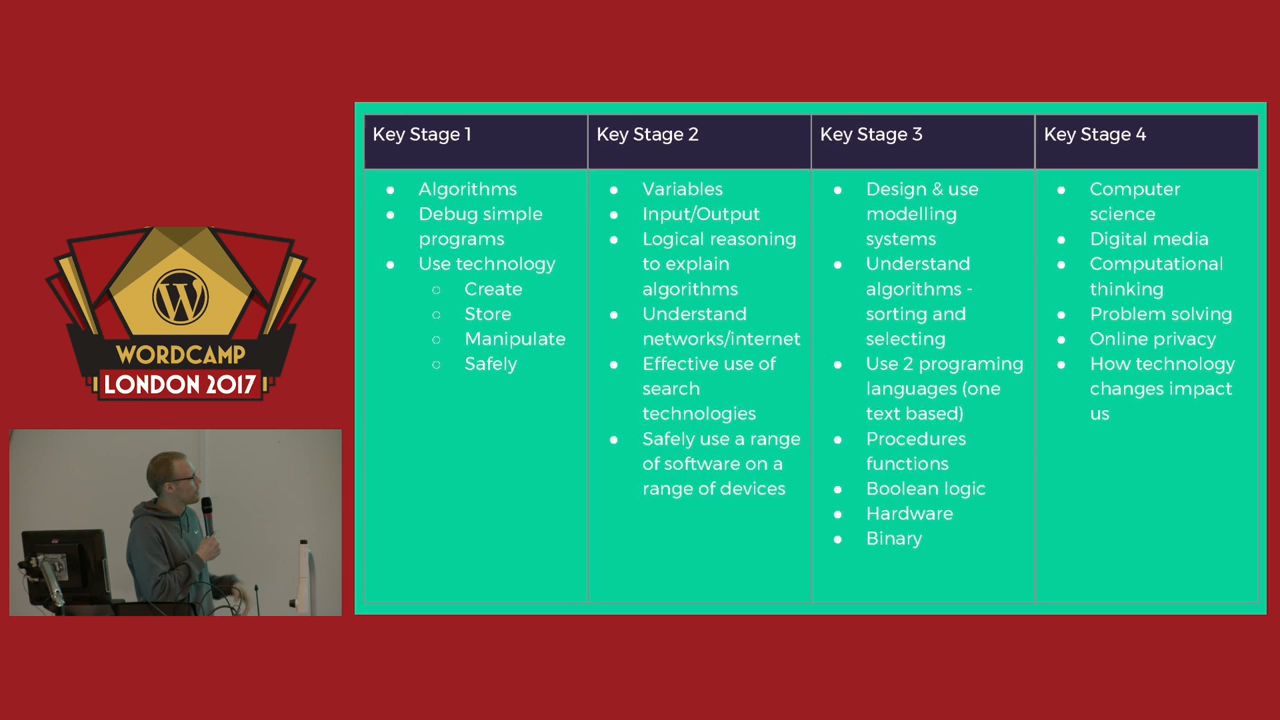 WORDCAMP
LONDON 2017
Key Stage 1
● Algorithms
● Debug simple
programs
● Use technology
○ Create
○ Store
○ Manipulate
○ Safely
Key Stage 2
● Variables
● Input/Output
● Logical reasoning
to explain
algorithms
● Understand
networks/internet
● Effective use of
search
technologies
● Safely use a range
of software on a
range of devices
Key Stage 3
● Design & use
modelling
systems
● Understand
algorithms -
sorting and
selecting
● Use 2 programing
languages (one
text based)
● Procedures
functions
● Boolean logic
● Hardware
● Binary
Key Stage 4
● Computer
science
● Digital media
● Computational
thinking
● Problem solving
● Online privacy
● How technology
changes impact
us